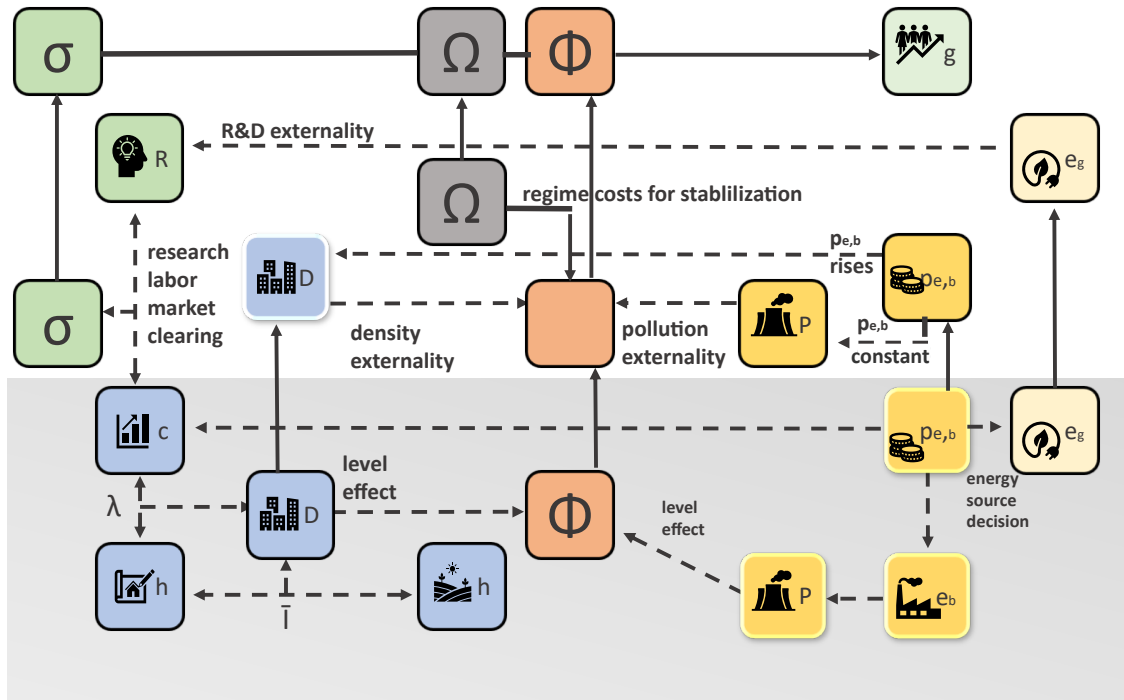 σ
Ω
Φ
g
R&D externality
R
eg
Ω
regime costs for stablilization
research
labor
market
clearing
D
pe,b
rises
pe,b
σ
density
externality
pollution
externality
P
pe,b
constant
c
pe,b
eg
λ
level
effect
D
Φ
level
effect
energy
source
decision
h
h
P
eb
Ī